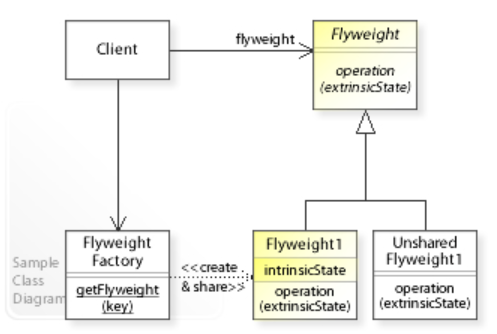 Client
flyweight
Flyweight
operation
(extrinsicState)
Flyweight
Factory
getFlyweight
(key)
<<create
& share>>
Flyweight1
intrinsicState
operation
(extrinsicState)
Unshared
Flyweight1
operation
(extrinsicState)
Sample
Class
Diagram